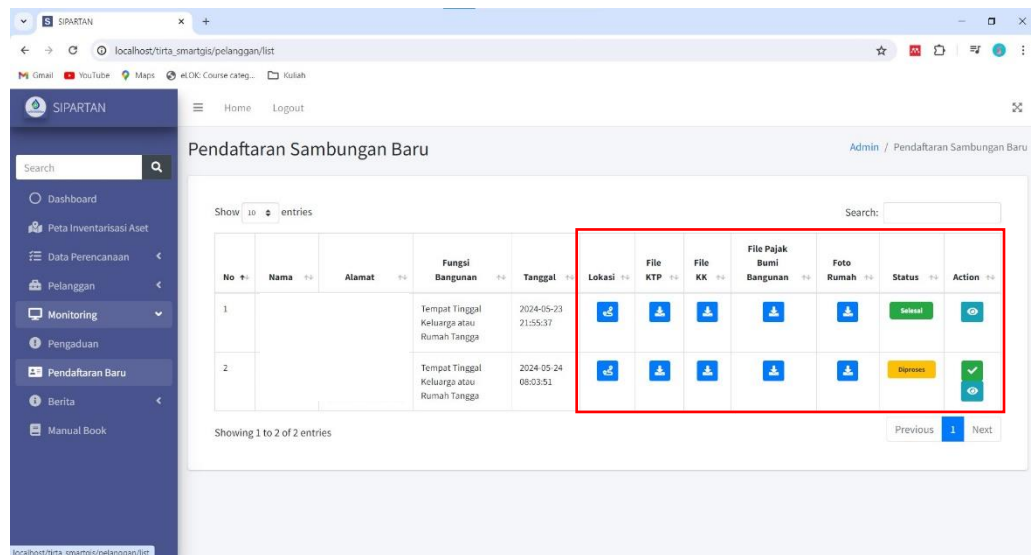 SIPARTAN
localhost/tirta_smartgis/pelanggan/list
Gmail YouTube Maps eLOK: Course categ... Kuliah
SIPARTAN
Home Logout
Pendaftaran Sambungan Baru
Admin / Pendaftaran Sambungan Baru
Search
Dashboard
Peta Inventarisasi Aset
Data Perencanaan
Pelanggan
Monitoring
Pengaduan
Pendaftaran Baru
Berita
Manual Book
Show 10 entries
Search:
No Nama Alamat Fungsi Bangunan Tanggal Lokasi File KTP File KK File Pajak Bumi Bangunan Foto Rumah Status Action
1 Tempat Tinggal Keluarga atau Rumah Tangga 2024-05-23 21:55:37 Selesai
2 Tempat Tinggal Keluarga atau Rumah Tangga 2024-05-24 08:03:51 Diproses
Showing 1 to 2 of 2 entries
Previous 1 Next
localhost/tirta_smartgis/pelanggan/list